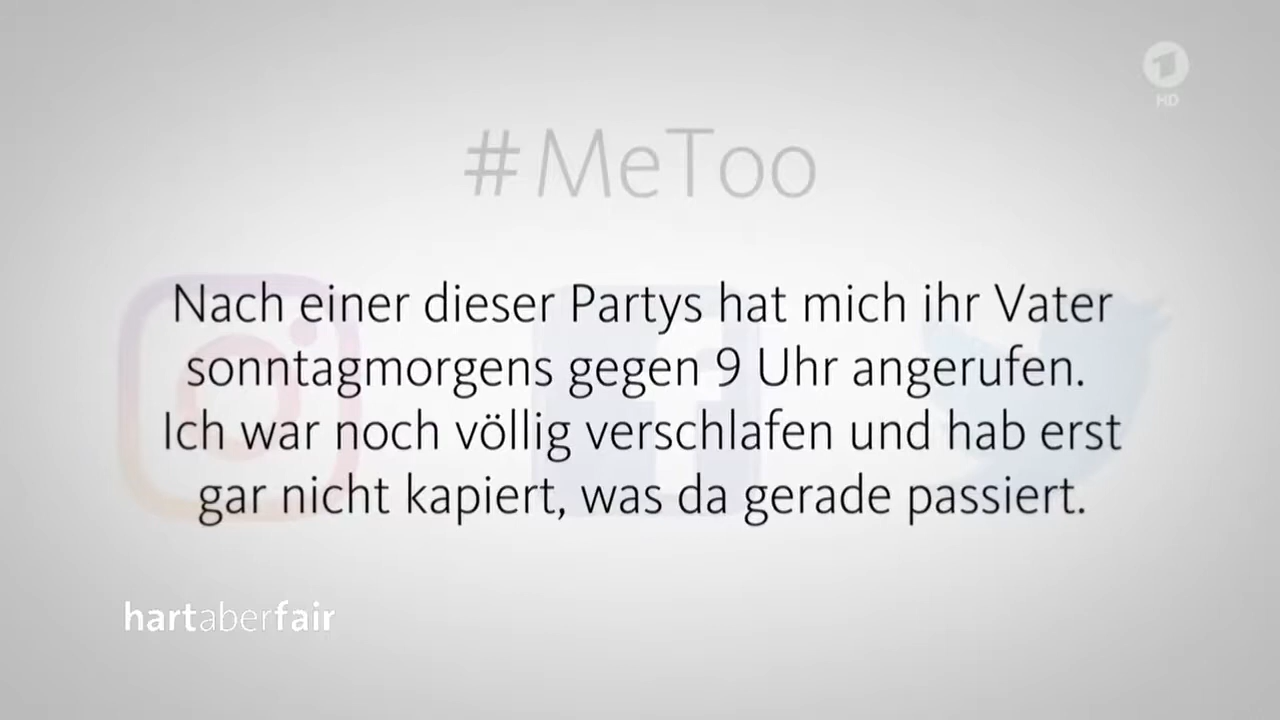 HD
#MeToo
Nach einer dieser Partys hat mich ihr Vater
sonntagmorgens gegen 9 Uhr angerufen.
Ich war noch völlig verschlafen und hab erst
gar nicht kapiert, was da gerade passiert.
hartaberfair